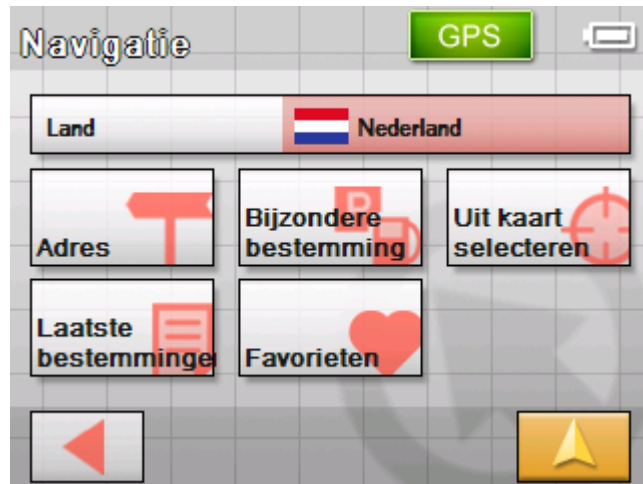 Navigatie
GPS
Land
Nederland
Adres
Bijzondere
bestemming
Uit kaart
selecteren
Laatste
bestemminge
Favorieten